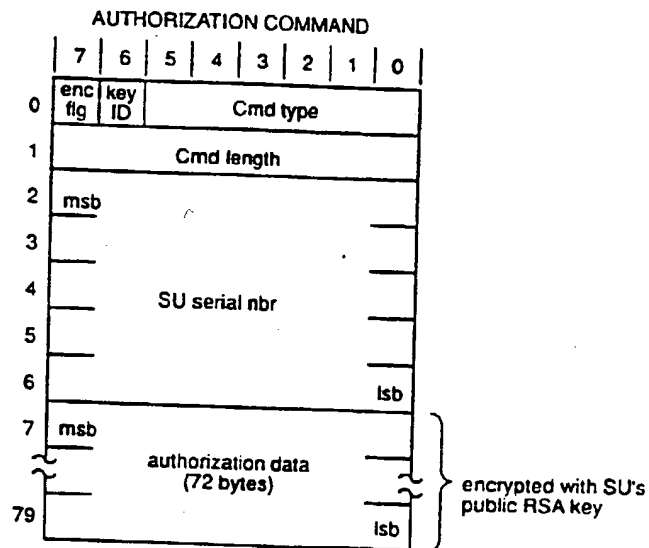 AUTHORIZATION COMMAND
7 6 5 4 3 2 1 0
0 enc flg key ID Cmd type
1 Cmd length
2 msb
3
4 SU serial nbr
5
6 lsb
7 msb
authorization data
(72 bytes)
encrypted with SU's
public RSA key
79 lsb